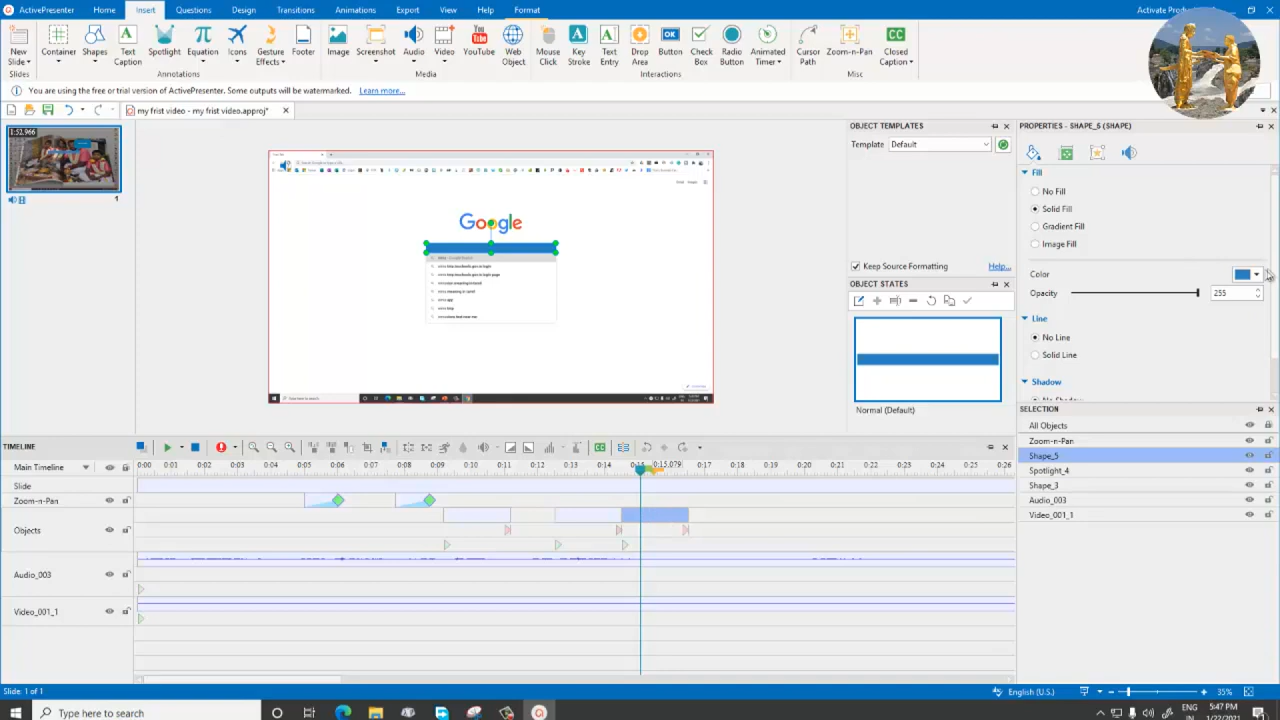 ActivePresenter Home Insert Questions Design Transitions Animations Export View Help Format Activate Produ
New Slide Container Shapes Text Caption Spotlight Equation Icons Gesture Effects Footer Image Screenshot Audio Video YouTube Web Object Mouse Click Key Stroke Text Entry Drop Area Button Check Box Radio Button Animated Timer Cursor Path Zoom-n-Pan Closed Caption
Slides Annotations Media Interactions Misc
You are using the free or trial version of ActivePresenter. Some outputs will be watermarked. Learn more...
my frist video - my frist video.approj*
OBJECT TEMPLATES
Template Default
Keep Source Formatting Help...
OBJECT STATES
Normal (Default)
PROPERTIES - SHAPE_5 (SHAPE)
Fill
No Fill
Solid Fill
Gradient Fill
Image Fill
Color
Opacity 255
Line
No Line
Solid Line
Shadow
SELECTION
All Objects
Zoom-n-Pan
Shape_5
Spotlight_4
Shape_3
Audio_003
Video_001_1
1:52.966
1
Google
TIMELINE
Main Timeline 0:00 0:01 0:02 0:03 0:04 0:05 0:06 0:07 0:08 0:09 0:10 0:11 0:12 0:13 0:14 0:15.079 0:17 0:18 0:19 0:20 0:21 0:22 0:23 0:24 0:25 0:26
Slide
Zoom-n-Pan
Objects
Audio_003
Video_001_1
Slide: 1 of 1 English (U.S.) 35%
Type here to search
ENG
IN
5:47 PM
1/22/2021